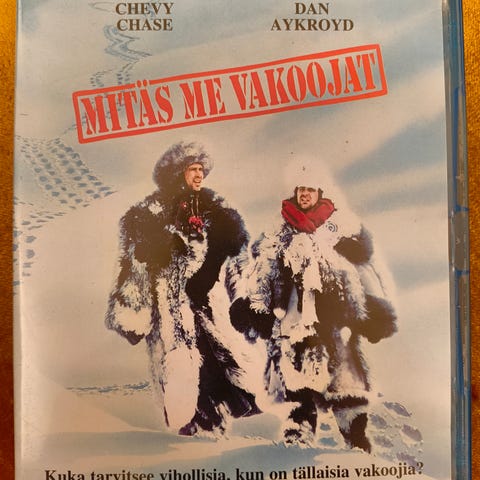 CHEVY CHASE
DAN AYKROYD
MITÄS ME VAKOOJAT
Kuka tarvitsee vihollisia, kun on tällaisia vakoojia?